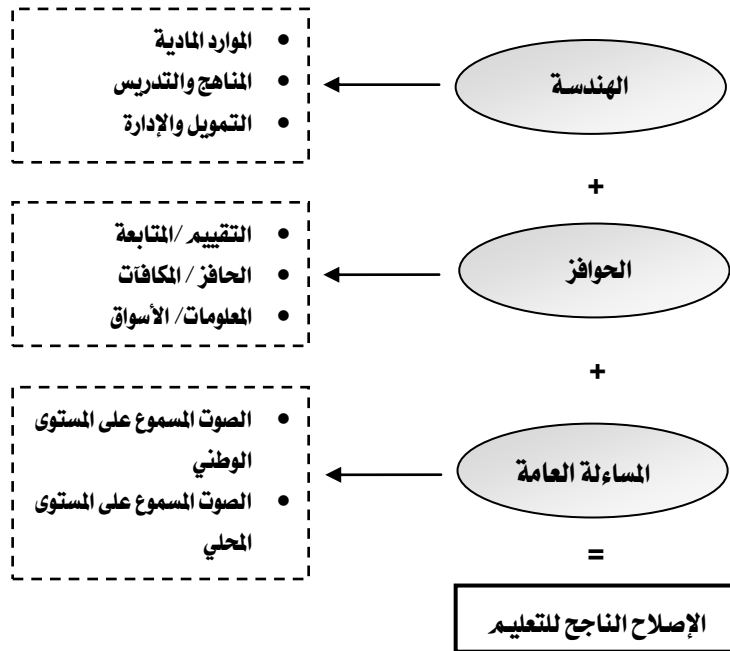 الهندسة
• الموارد المادية
• المناهج والتدريس
• التمويل والإدارة
+
الحوافز
• التقييم /المتابعة
• الحافز / المكافآت
• المعلومات/ الأسواق
+
المساءلة العامة
• الصوت المسموع على المستوى
الوطني
• الصوت المسموع على المستوى
المحلي
=
الإصلاح الناجح للتعليم